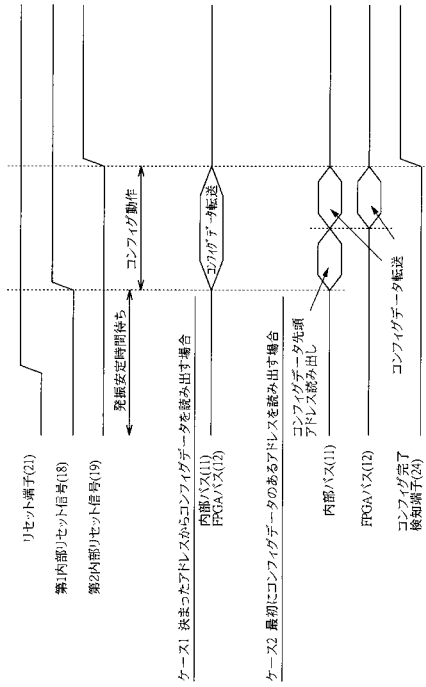 リセット端子(21)
第1内部リセット信号(18)
第2内部リセット信号(19)
発振安定時間待ち
コンフィグ動作
ケース1 決まったアドレスからコンフィグデータを読み出す場合
内部バス(11)
FPGAバス(12)
コンフィグデータ転送
ケース2 最初にコンフィグデータのあるアドレスを読み出す場合
コンフィグデータ先頭
アドレス読み出し
内部バス(11)
FPGAバス(12)
コンフィグデータ転送
コンフィグ完了
検知端子(24)